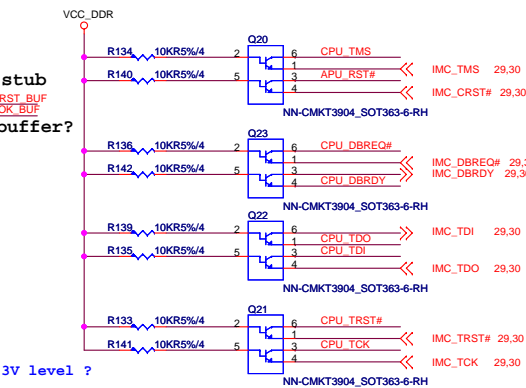 VCC_DDR
Q20
R134 10KR5%/4 2 6 CPU_TMS
1 IMC_TMS 29,30
stub
R140 10KR5%/4 5 3 APU_RST#
4 IMC_CRST# 29,30
RST_BUF
OK_BUF
NN-CMKT3904_SOT363-6-RH
buffer?
Q23
R136 10KR5%/4 2 6 CPU_DBREQ#
1 IMC_DBREQ# 29,3
R142 10KR5%/4 5 3 IMC_DBRDY 29,3
4 CPU_DBRDY
NN-CMKT3904_SOT363-6-RH
Q22
R139 10KR5%/4 2 6 IMC_TDI 29,30
1 CPU_TDO
R135 10KR5%/4 5 3 CPU_TDI
4 IMC_TDO 29,30
NN-CMKT3904_SOT363-6-RH
Q21
R133 10KR5%/4 2 6 CPU_TRST#
1 IMC_TRST# 29,30
R141 10KR5%/4 5 3 CPU_TCK
4 IMC_TCK 29,30
3V level ?
NN-CMKT3904_SOT363-6-RH